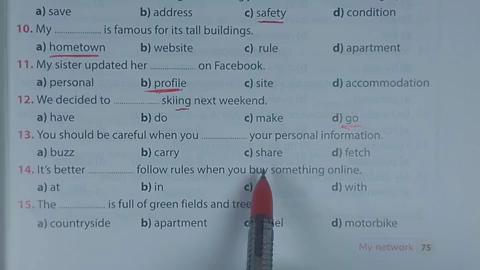 a) save b) address c) safety d) condition
10. My .................... is famous for its tall buildings.
a) hometown b) website c) rule d) apartment
11. My sister updated her .................... on Facebook.
a) personal b) profile c) site d) accommodation
12. We decided to .................... skiing next weekend.
a) have b) do c) make d) go
13. You should be careful when you .................... your personal information.
a) buzz b) carry c) share d) fetch
14. It's better .................... follow rules when you buy something online.
a) at b) in c) d) with
15. The .................... is full of green fields and
a) countryside b) apartment d) motorbike
My network 75